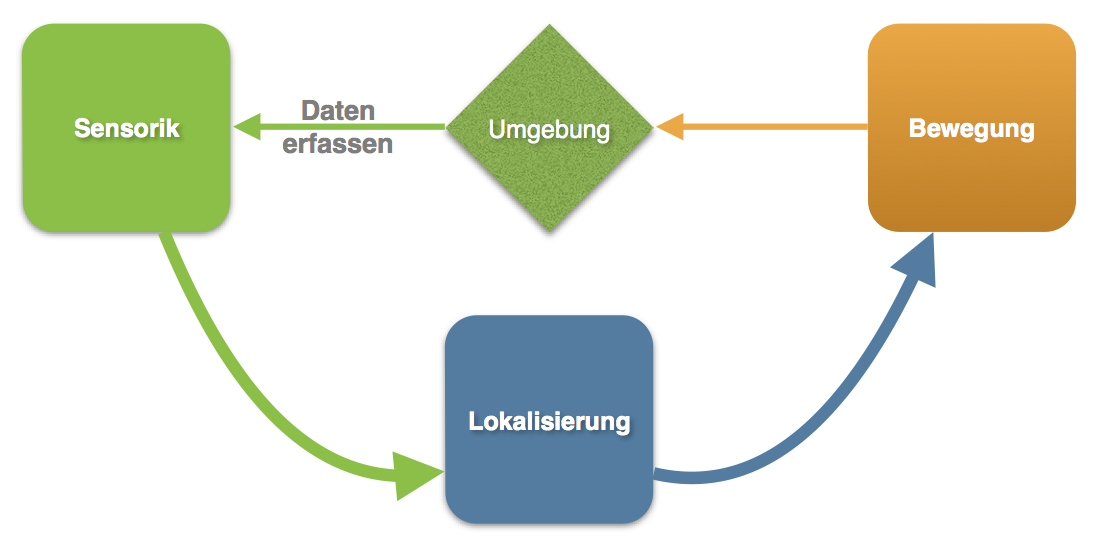 Sensorik
Daten
erfassen
Umgebung
Bewegung
Lokalisierung